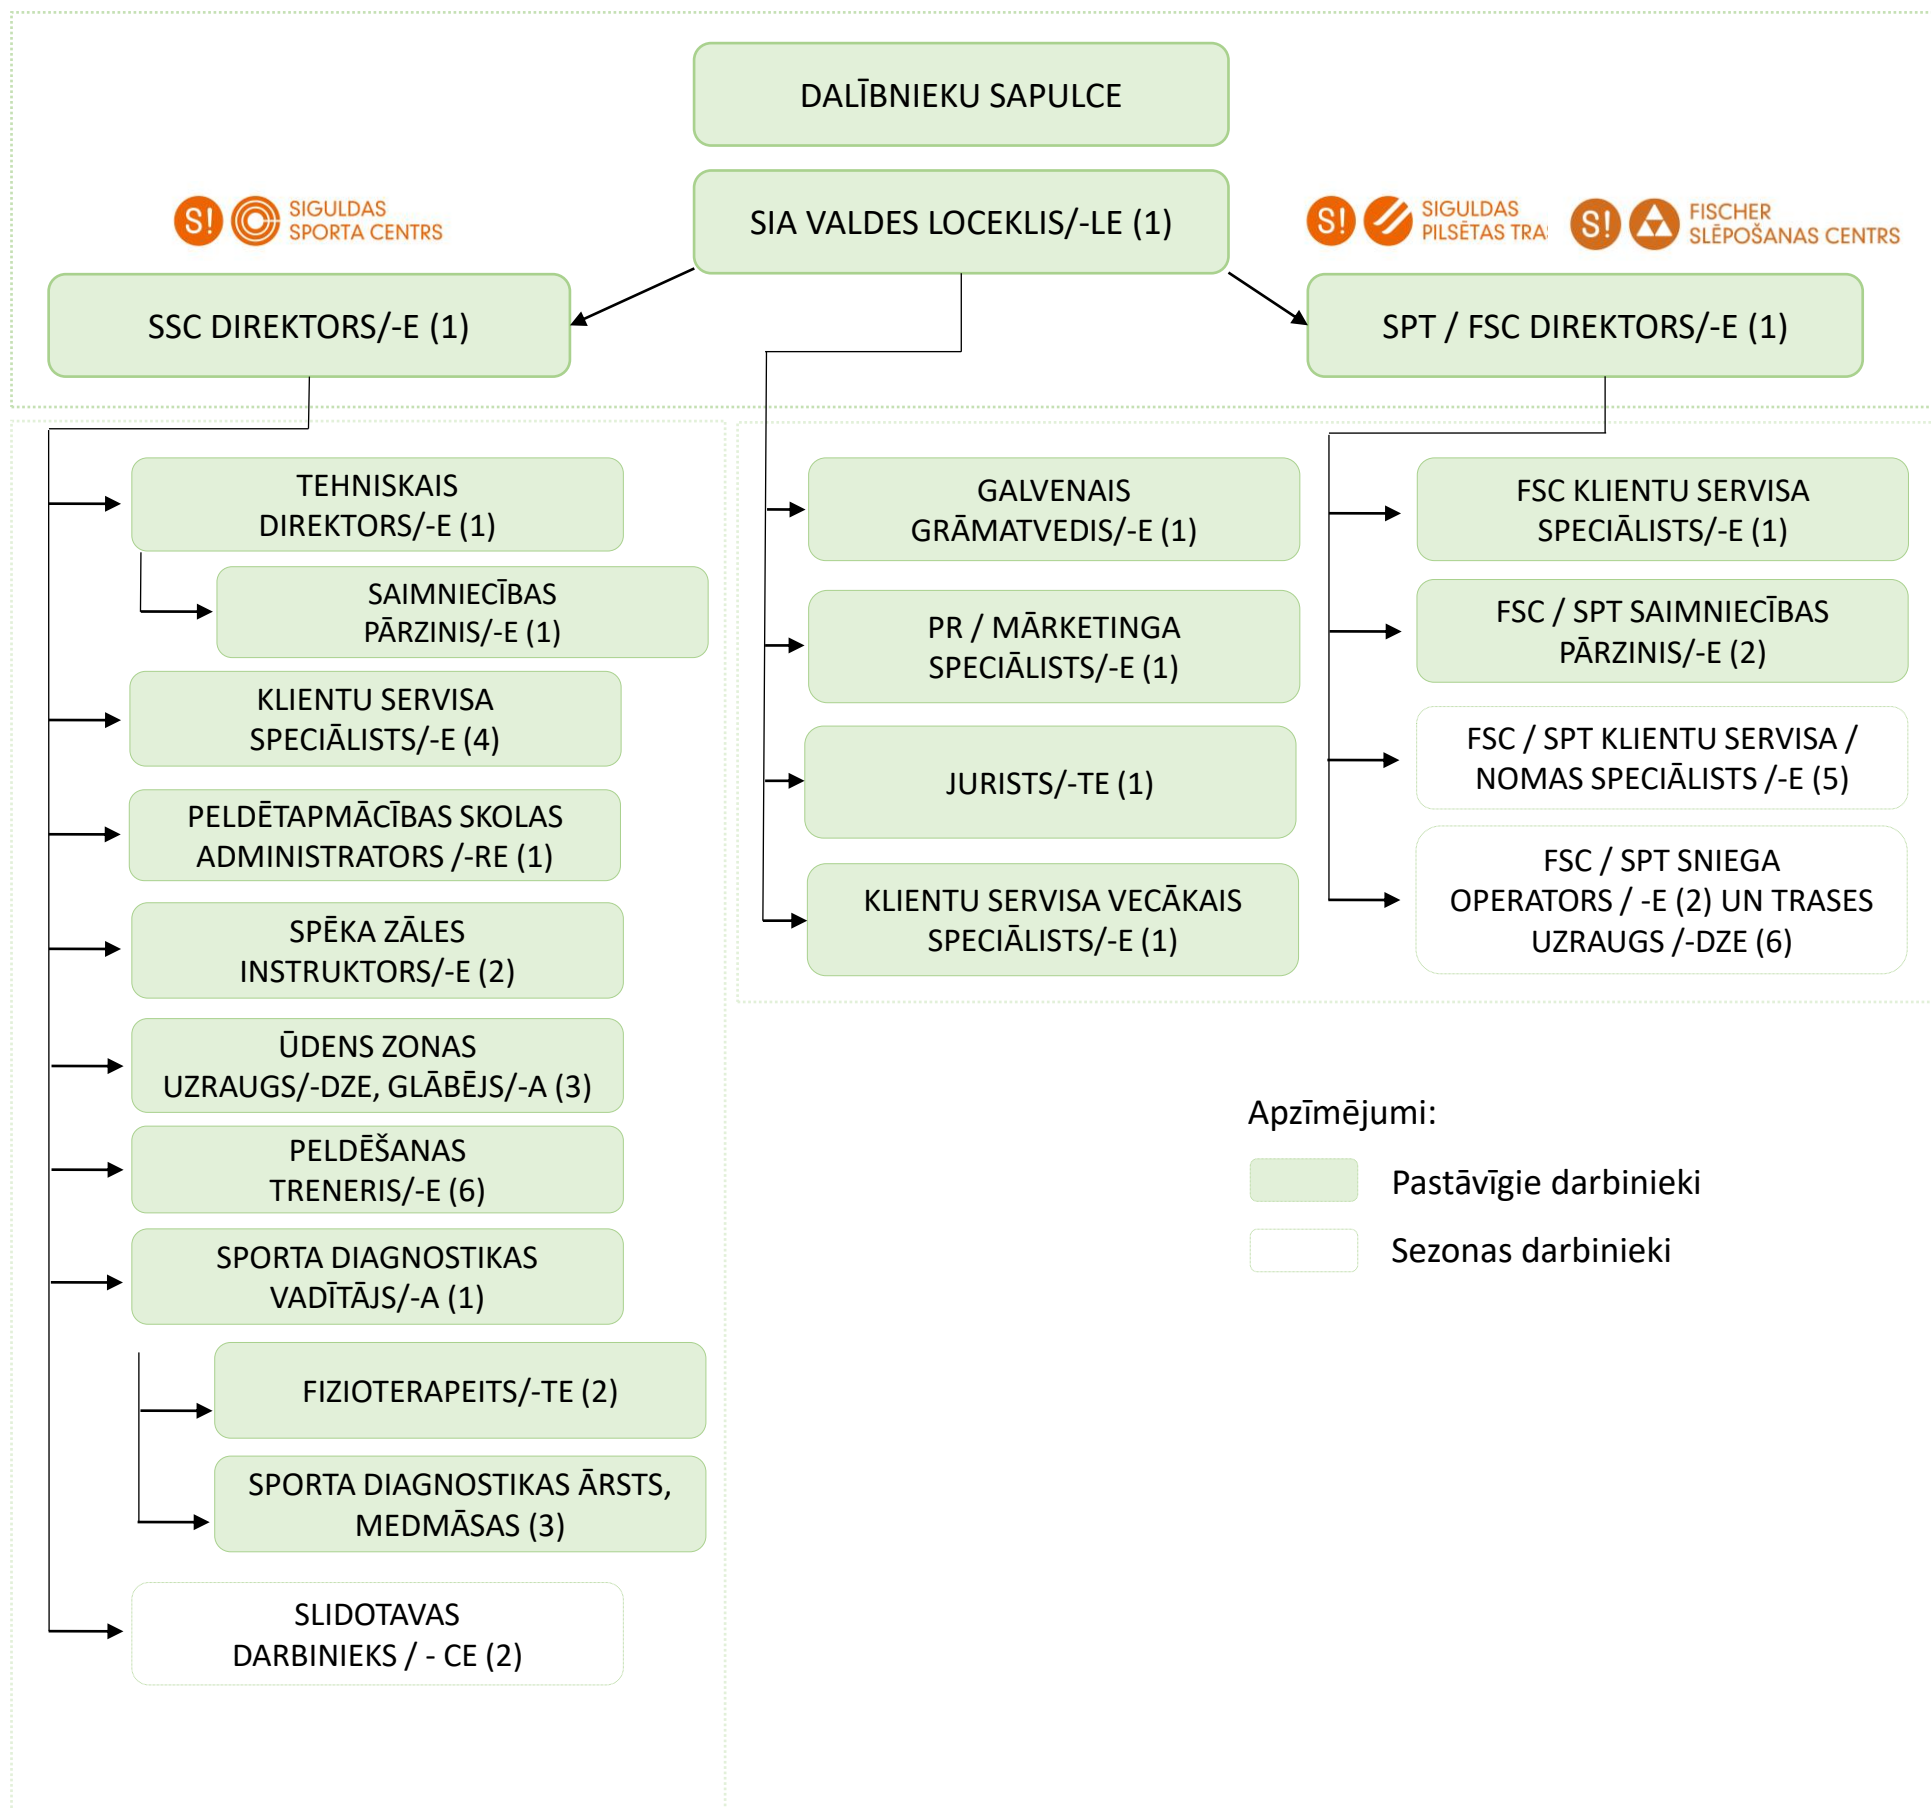 DALĪBNIEKU SAPULCE
S!
SIGULDAS
SPORTA CENTRS
SIA VALDES LOCEKLIS/-LE (1)
S!
SIGULDAS
PILSĒTAS TRA
S!
FISCHER
SLĒPOŠANAS CENTRS
SSC DIREKTORS/-E (1)
SPT / FSC DIREKTORS/-E (1)
TEHNISKAIS
DIREKTORS/-E (1)
SAIMNIECĪBAS
PĀRZINIS/-E (1)
KLIENTU SERVISA
SPECIĀLISTS/-E (4)
PELDĒTAPMĀCĪBAS SKOLAS
ADMINISTRATORS /-RE (1)
SPĒKA ZĀLES
INSTRUKTORS/-E (2)
ŪDENS ZONAS
UZRAUGS/-DZE, GLĀBĒJS/-A (3)
PELDĒŠANAS
TRENERIS/-E (6)
SPORTA DIAGNOSTIKAS
VADĪTĀJS/-A (1)
FIZIOTERAPEITS/-TE (2)
SPORTA DIAGNOSTIKAS ĀRSTS,
MEDMĀSAS (3)
SLIDOTAVAS
DARBINIEKS / - CE (2)
GALVENAIS
GRĀMATVEDIS/-E (1)
PR / MĀRKETINGA
SPECIĀLISTS/-E (1)
JURISTS/-TE (1)
KLIENTU SERVISA VECĀKAIS
SPECIĀLISTS/-E (1)
FSC KLIENTU SERVISA
SPECIĀLISTS/-E (1)
FSC / SPT SAIMNIECĪBAS
PĀRZINIS/-E (2)
FSC / SPT KLIENTU SERVISA /
NOMAS SPECIĀLISTS /-E (5)
FSC / SPT SNIEGA
OPERATORS / -E (2) UN TRASES
UZRAUGS /-DZE (6)
Apzīmējumi:
Pastāvīgie darbinieki
Sezonas darbinieki